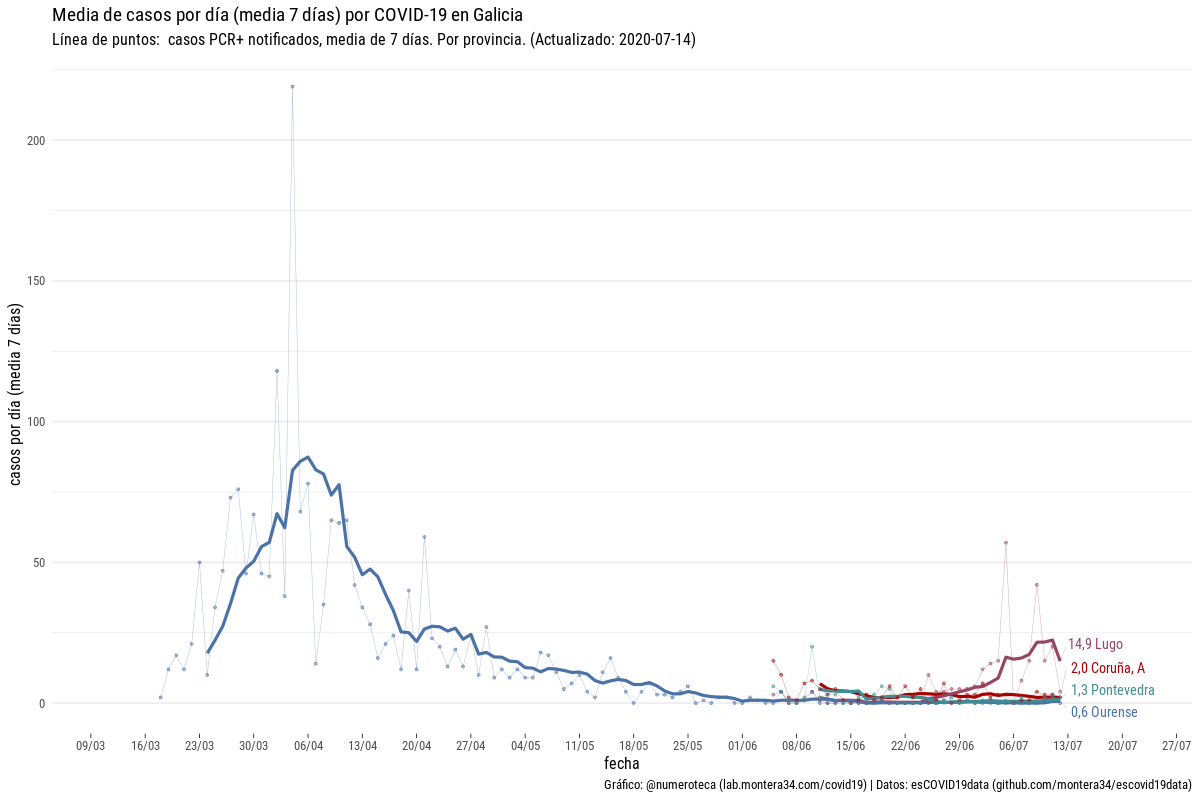 Media de casos por día (media 7 días) por COVID-19 en Galicia
Línea de puntos:  casos PCR+ notificados, media de 7 días. Por provincia. (Actualizado: 2020-07-14)
casos por día (media 7 días)
200
150
100
50
0
14,9 Lugo
2,0 Coruña, A
1,3 Pontevedra
0,6 Ourense
09/03 16/03 23/03 30/03 06/04 13/04 20/04 27/04 04/05 11/05 18/05 25/05 01/06 08/06 15/06 22/06 29/06 06/07 13/07 20/07 27/07
fecha
Gráfico: @numeroteca (lab.montera34.com/covid19) | Datos: esCOVID19data (github.com/montera34/escovid19data)